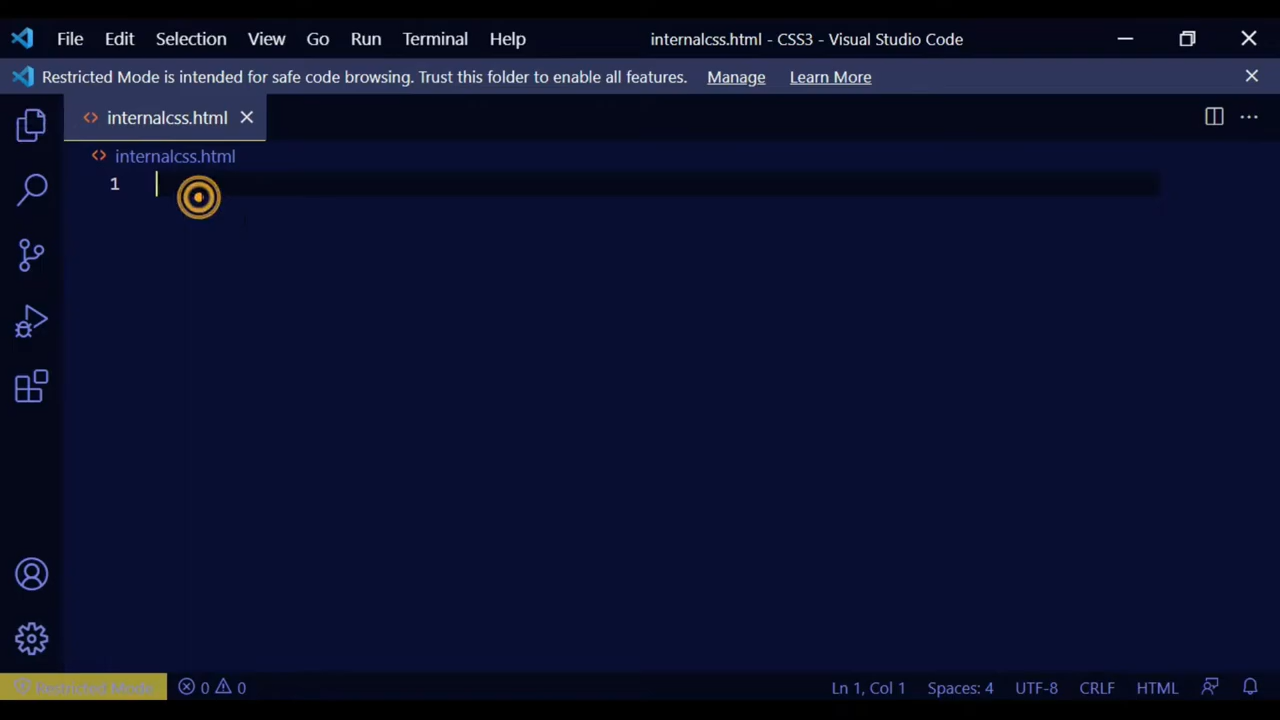 File Edit Selection View Go Run Terminal Help internalcss.html - CSS3 - Visual Studio Code
Restricted Mode is intended for safe code browsing. Trust this folder to enable all features. Manage Learn More
internalcss.html
internalcss.html
1
Restricted Mode 0 0 Ln 1, Col 1 Spaces: 4 UTF-8 CRLF HTML